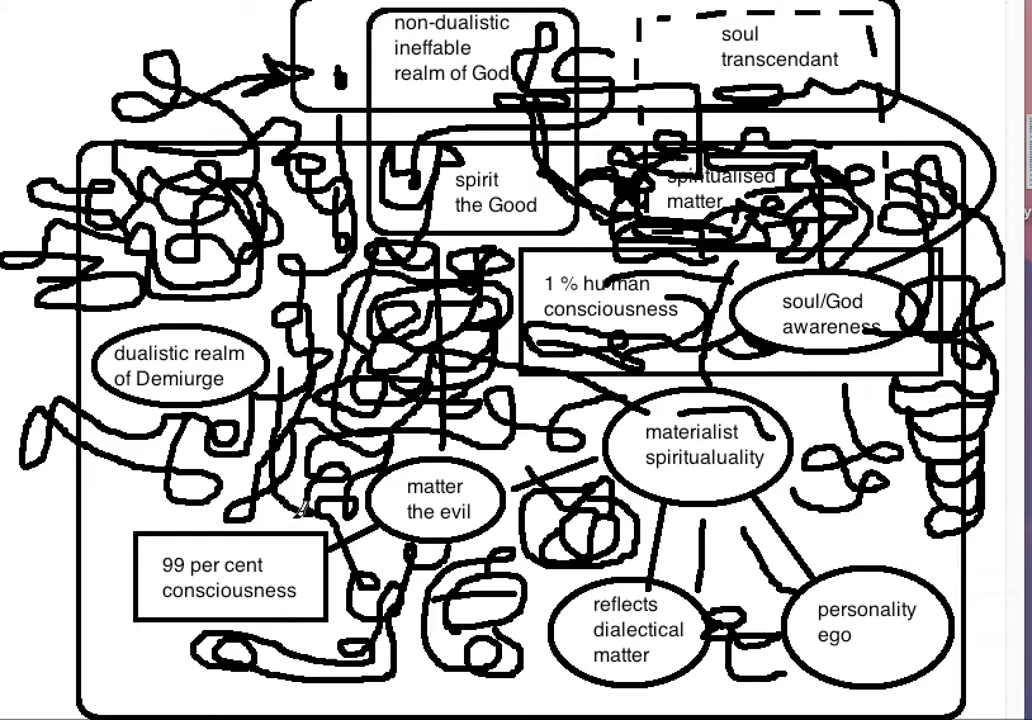 non-dualistic
ineffable
realm of God
soul
transcendant
spirit
the Good
spiritualised
matter
1 % human
consciousness
soul/God
awareness
dualistic realm
of Demiurge
materialist
spiritualuality
matter
the evil
99 per cent
consciousness
reflects
dialectical
matter
personality
ego